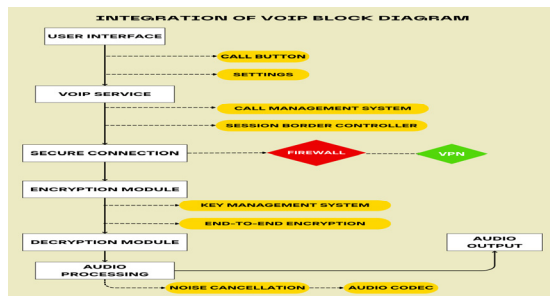 INTEGRATION OF VOIP BLOCK DIAGRAM
USER INTERFACE
CALL BUTTON
SETTINGS
VOIP SERVICE
CALL MANAGEMENT SYSTEM
SESSION BORDER CONTROLLER
SECURE CONNECTION
FIREWALL
VPN
ENCRYPTION MODULE
KEY MANAGEMENT SYSTEM
END-TO-END ENCRYPTION
DECRYPTION MODULE
AUDIO
OUTPUT
AUDIO
PROCESSING
NOISE CANCELLATION
AUDIO CODEC